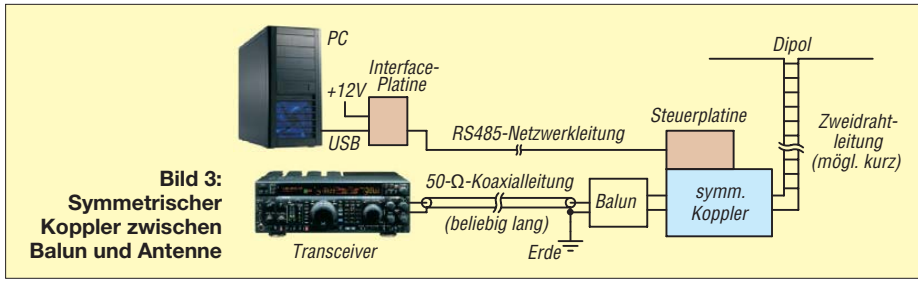 PC
Interface-
Platine
+12V
USB
RS485-Netzwerkleitung
Steuerplatine
Dipol
Zweidraht-
leitung
(mögl. kurz)
Bild 3:
Symmetrischer
Koppler zwischen
Balun und Antenne
50-Ω-Koaxialleitung
(beliebig lang)
Transceiver
Erde
Balun
symm.
Koppler